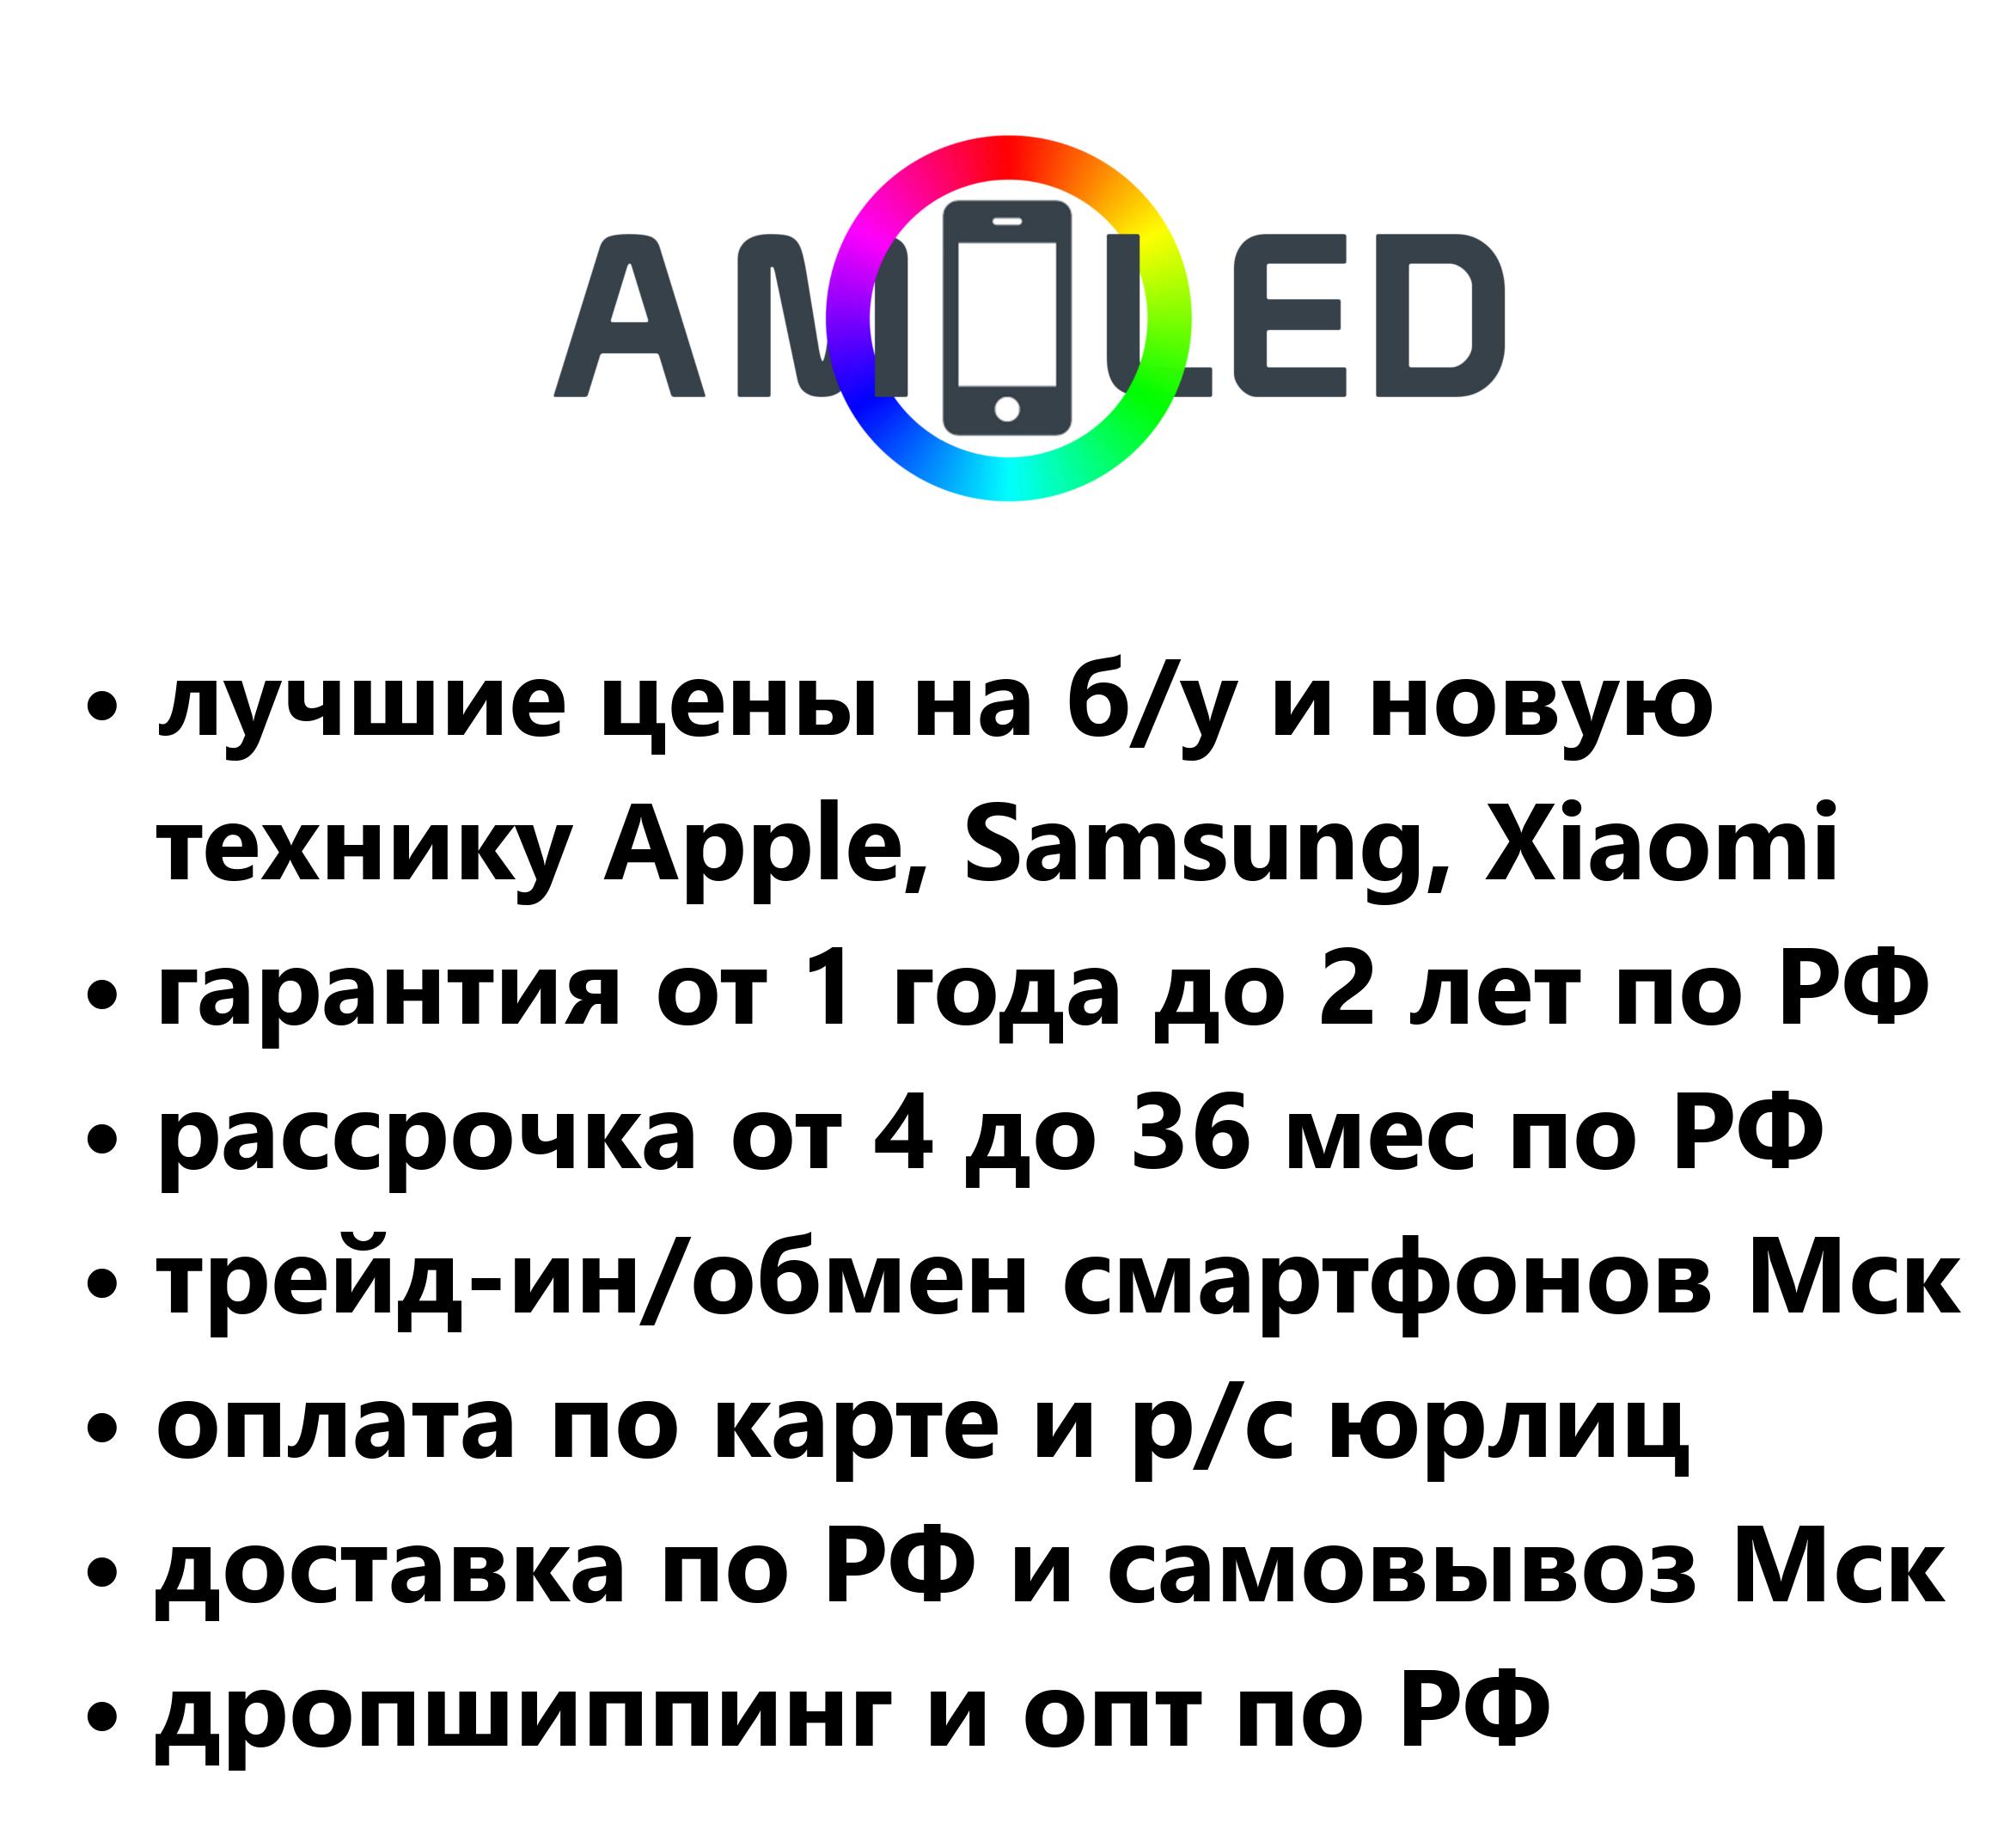 AMOLED
• лучшие цены на б/у и новую
технику Apple, Samsung, Xiaomi
• гарантия от 1 года до 2 лет по РФ
• рассрочка от 4 до 36 мес по РФ
• трейд-ин/обмен смартфонов Мск
• оплата по карте и р/с юрлиц
• доставка по РФ и самовывоз Мск
• дропшиппинг и опт по РФ